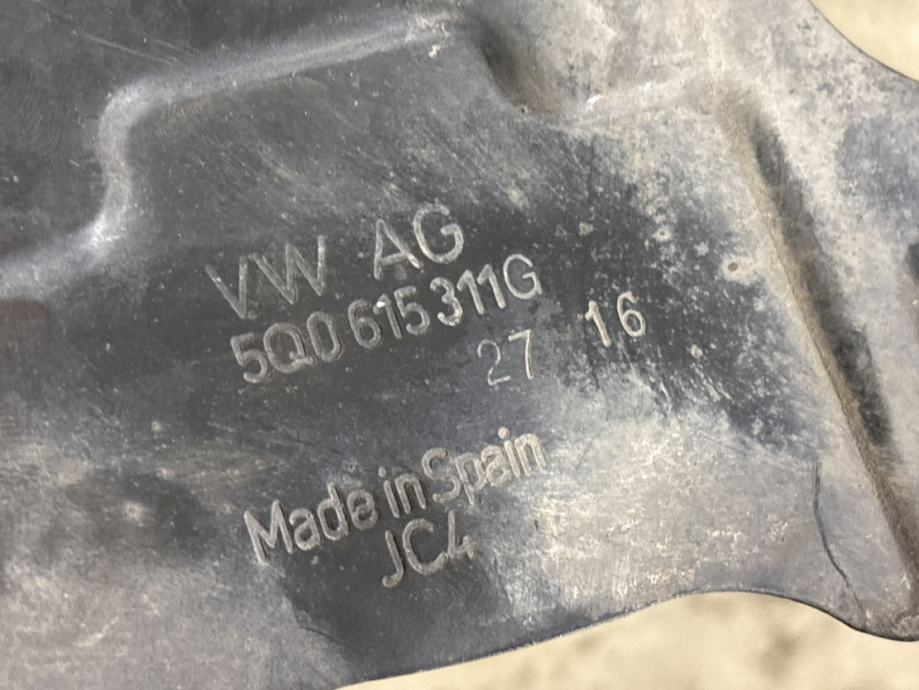 VW AG
5Q0 615 311G
27 16
Made in Spain
JC4